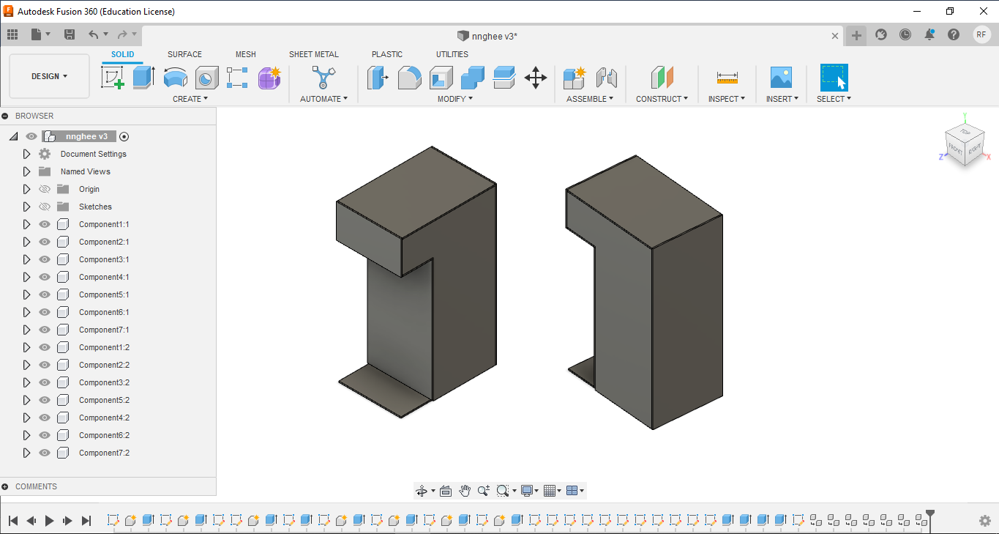 Autodesk Fusion 360 (Education License)
nnghee v3*
RF
SOLID SURFACE MESH SHEET METAL PLASTIC UTILITIES
DESIGN
CREATE AUTOMATE MODIFY ASSEMBLE CONSTRUCT INSPECT INSERT SELECT
BROWSER
nnghee v3
Document Settings
Named Views
Origin
Sketches
Component1:1
Component2:1
Component3:1
Component4:1
Component5:1
Component6:1
Component7:1
Component1:2
Component2:2
Component3:2
Component5:2
Component4:2
Component6:2
Component7:2
COMMENTS
Y
TOP
FRONT RIGHT
Z X